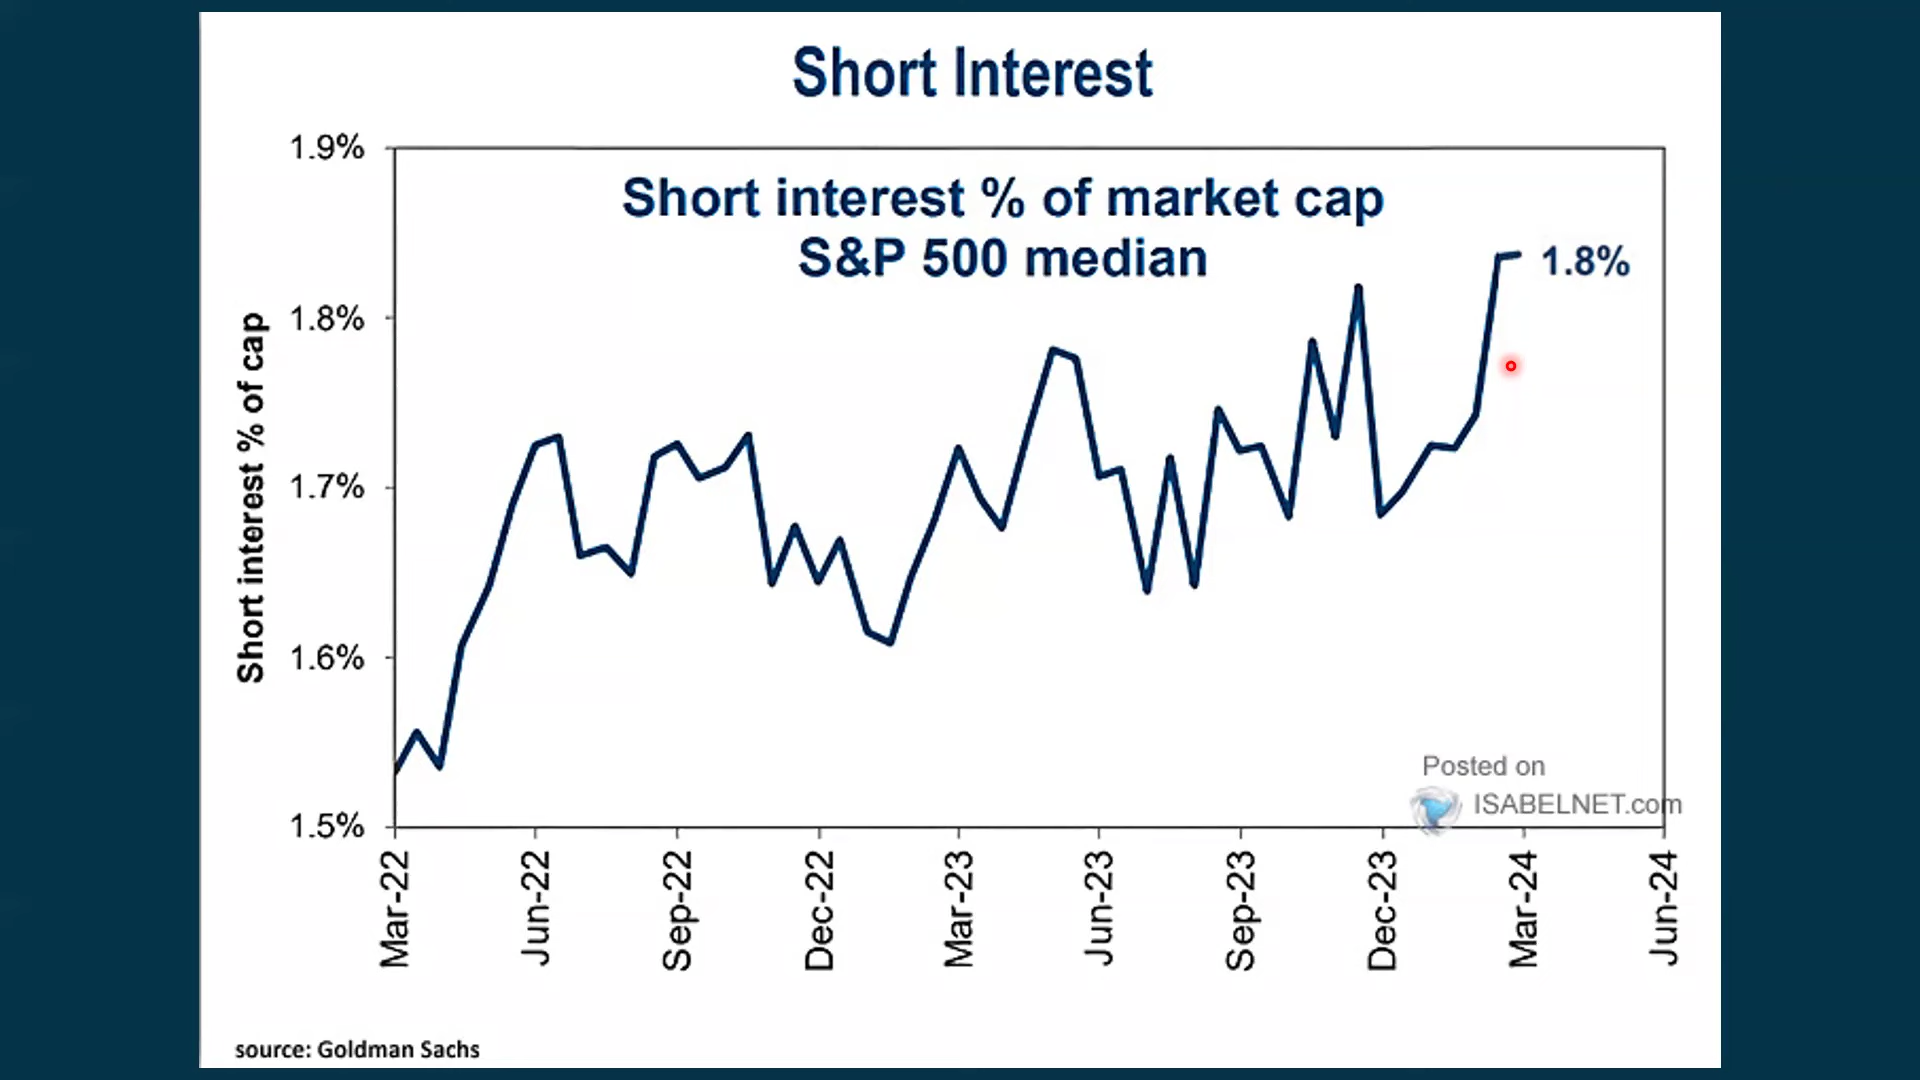 Short Interest
Short interest % of market cap
S&P 500 median
1.9%
1.8%
1.7%
1.6%
1.5%
Short interest % of cap
1.8%
Posted on
ISABELNET.com
Mar-22
Jun-22
Sep-22
Dec-22
Mar-23
Jun-23
Sep-23
Dec-23
Mar-24
Jun-24
source: Goldman Sachs